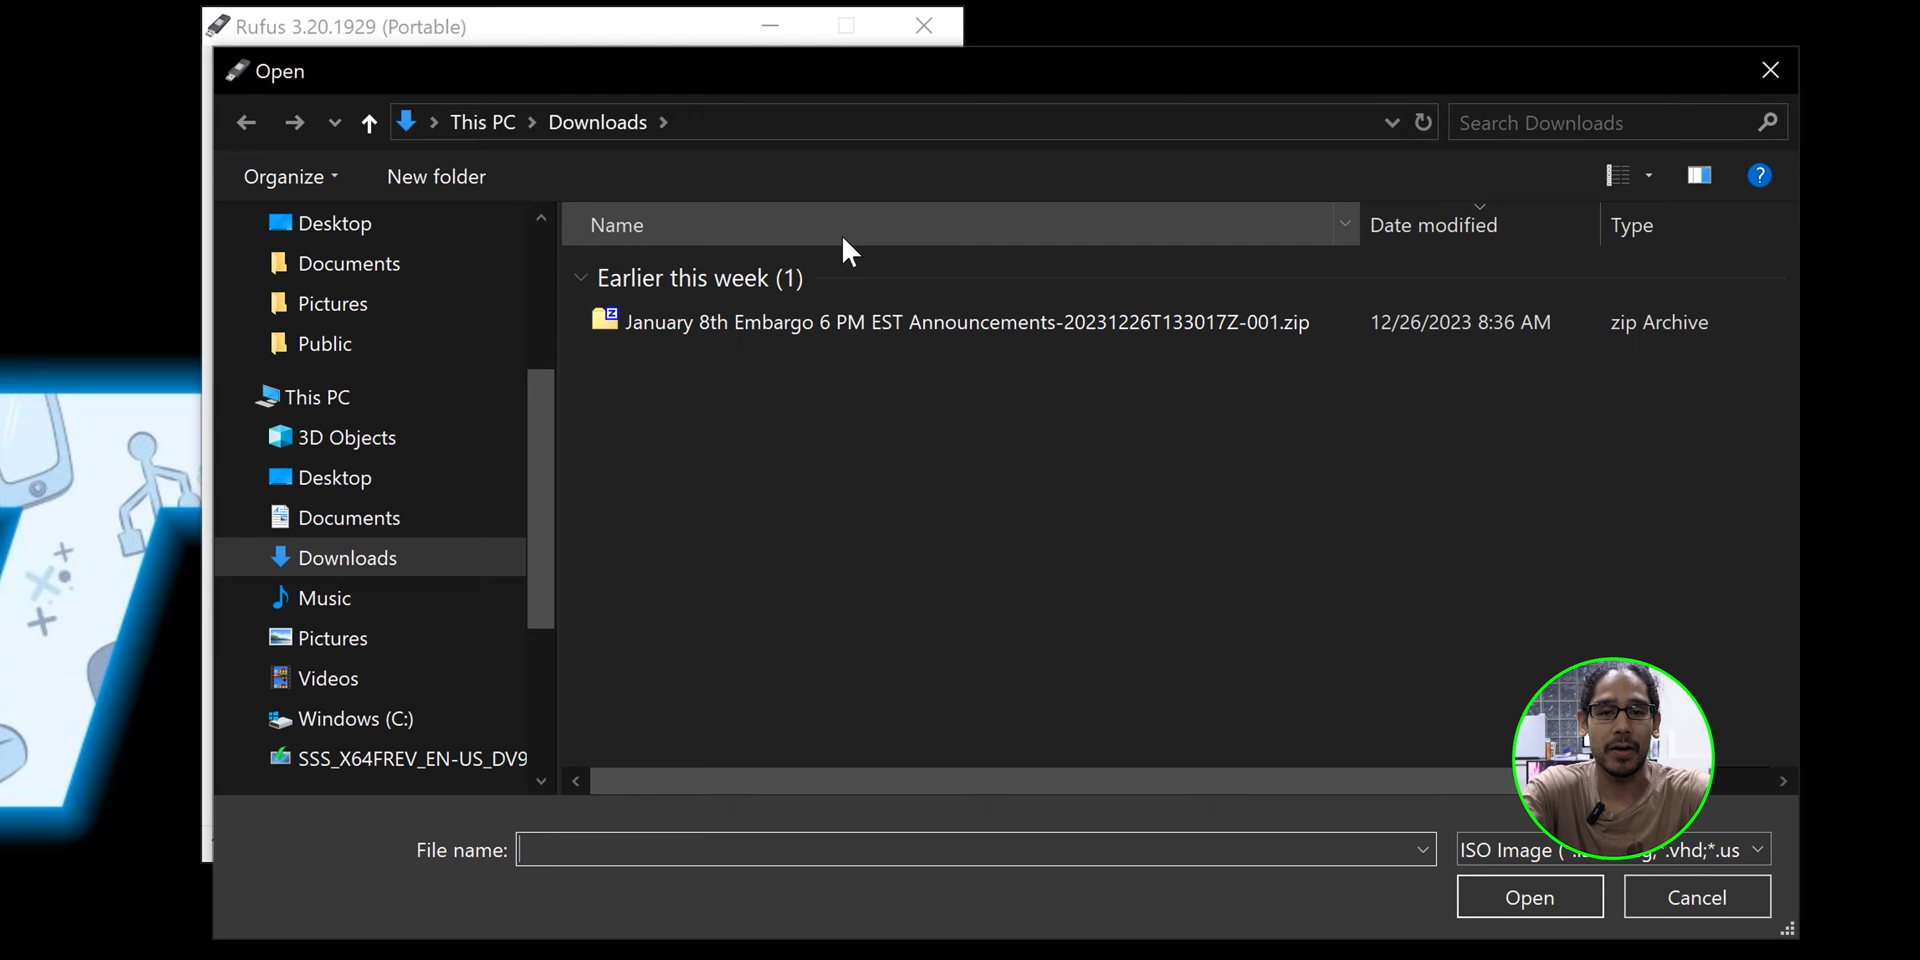 Rufus 3.20.1929 (Portable)
Open
This PC Downloads
Search Downloads
Organize New folder
Name Date modified Type
Desktop
Documents
Pictures
Public
This PC
3D Objects
Desktop
Documents
Downloads
Music
Pictures
Videos
Windows (C:)
SSS_X64FREV_EN-US_DV9
Earlier this week (1)
January 8th Embargo 6 PM EST Announcements-20231226T133017Z-001.zip 12/26/2023 8:36 AM zip Archive
File name:
ISO Image ( .vhd;*.us
Open Cancel